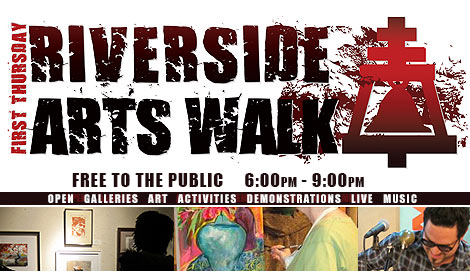 FIRST THURSDAY
RIVERSIDE
ARTS WALK
FREE TO THE PUBLIC 6:00PM - 9:00PM
OPEN GALLERIES ART ACTIVITIES DEMONSTRATIONS LIVE MUSIC